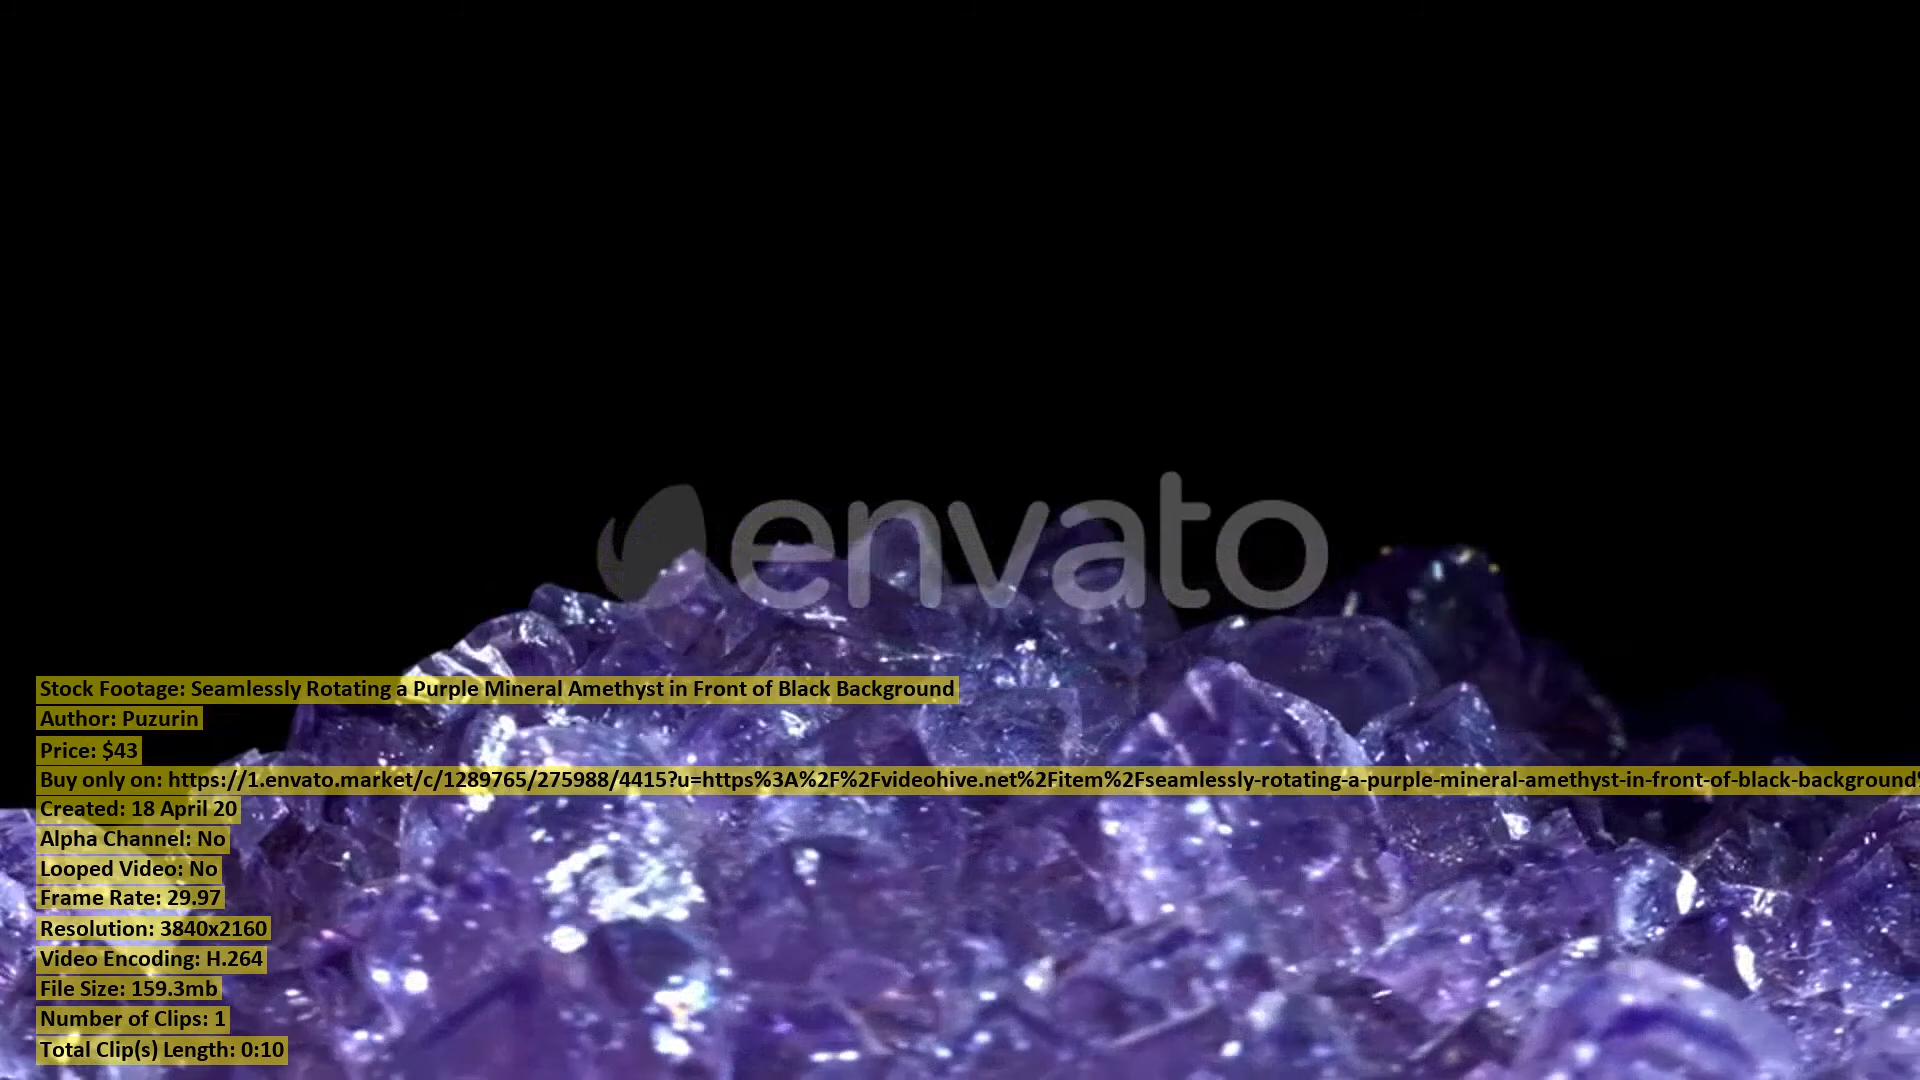 envato
Stock Footage: Seamlessly Rotating a Purple Mineral Amethyst in Front of Black Background
Author: Puzurin
Price: $43
Buy only on: https://1.envato.market/c/1289765/275988/4415?u=https%3A%2F%2Fvideohive.net%2Fitem%2Fseamlessly-rotating-a-purple-mineral-amethyst-in-front-of-black-background%
Created: 18 April 20
Alpha Channel: No
Looped Video: No
Frame Rate: 29.97
Resolution: 3840x2160
Video Encoding: H.264
File Size: 159.3mb
Number of Clips: 1
Total Clip(s) Length: 0:10